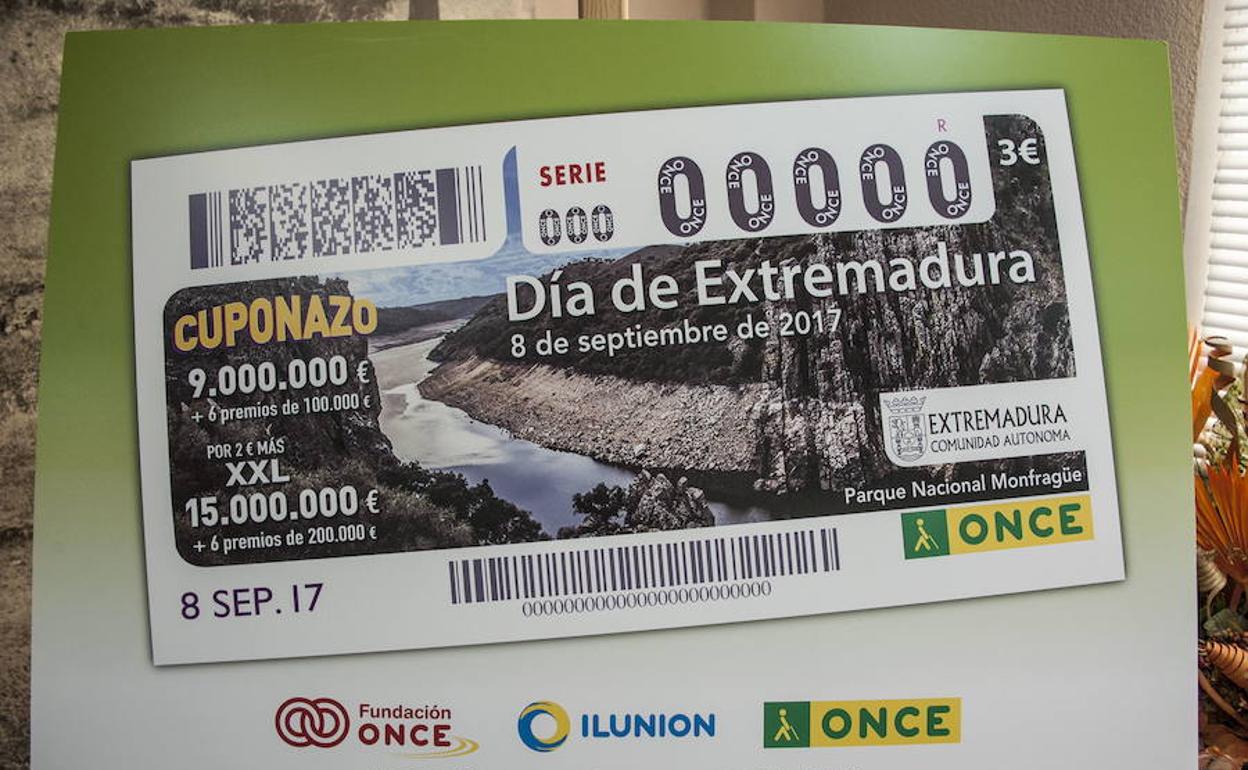 R
SERIE
000
00000
3€
CUPONAZO
9.000.000 €
+ 6 premios de 100.000 €
POR 2 € MÁS
XXL
15.000.000 €
+ 6 premios de 200.000 €
Día de Extremadura
8 de septiembre de 2017
EXTREMADURA
COMUNIDAD AUTONOMA
Parque Nacional Monfragüe
ONCE
8 SEP. 17
Fundación
ONCE
ILUNION
ONCE